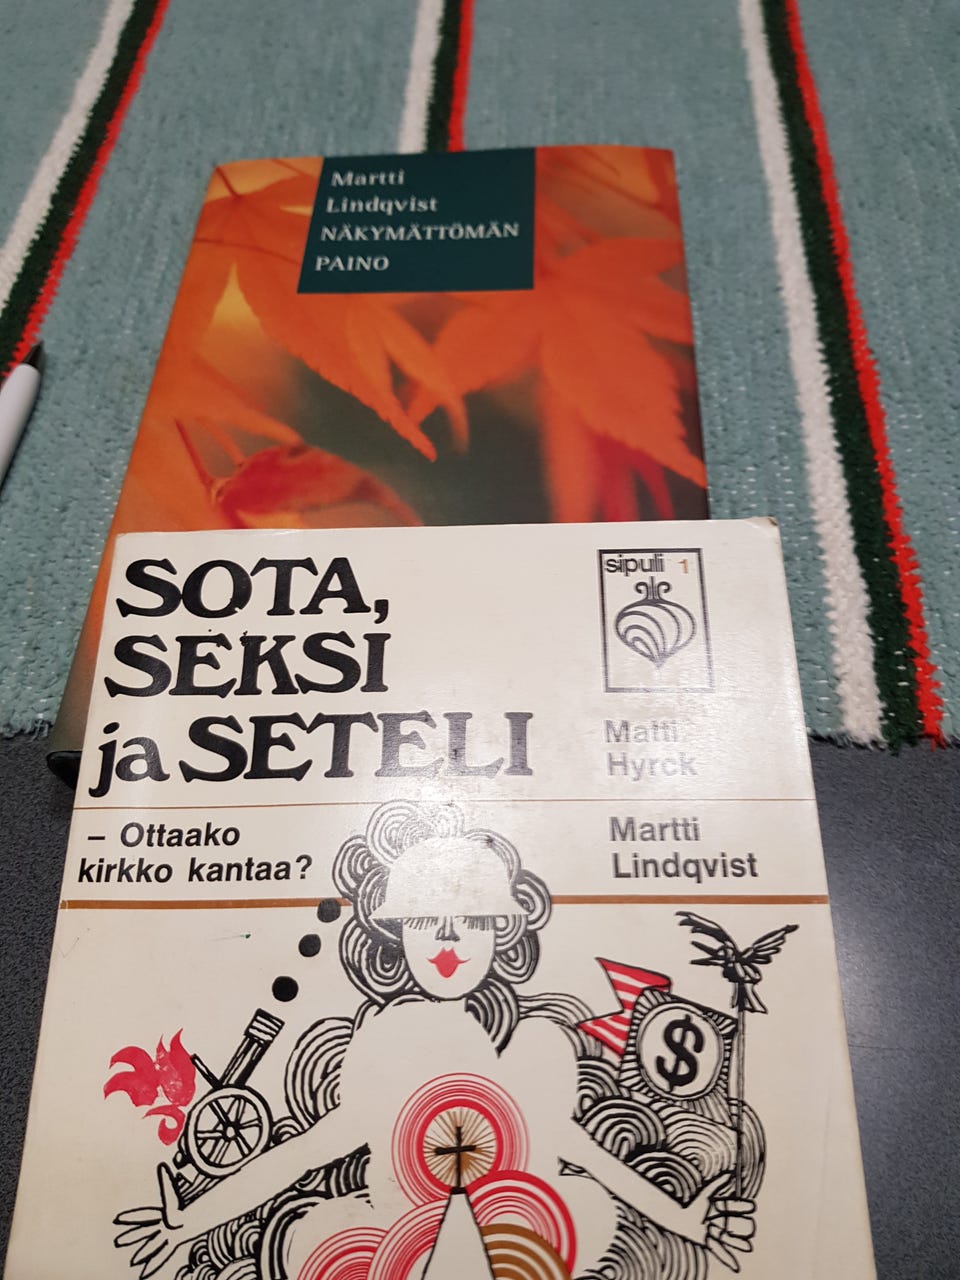 Martti
Lindqvist
NÄKYMÄTTÖMÄN
PAINO
SOTA,
SEKSI
ja SETELI
sipuli 1
Matti
Hyrck
– Ottaako
kirkko kantaa?
Martti
Lindqvist
$